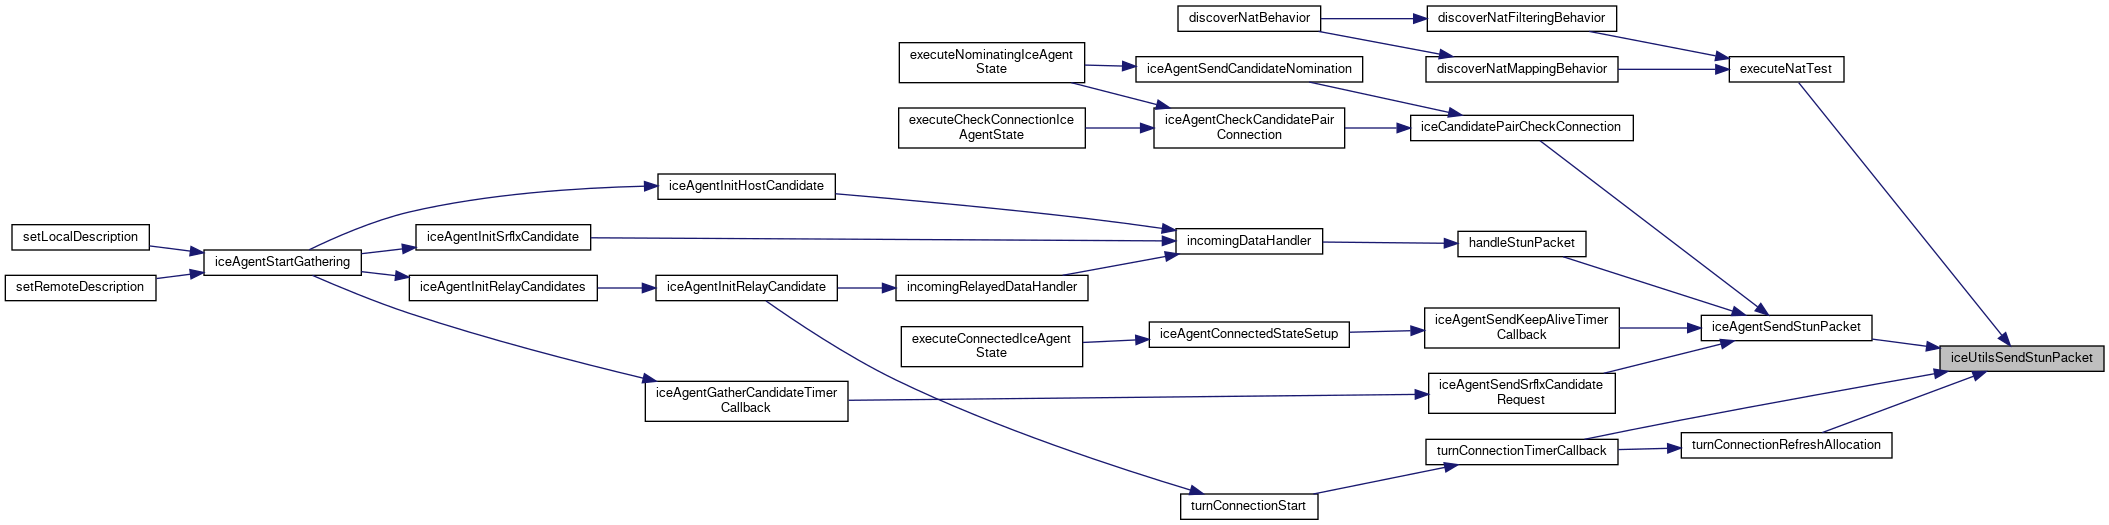 discoverNatBehavior
discoverNatFilteringBehavior
executeNominatingIceAgent
State
iceAgentSendCandidateNomination
discoverNatMappingBehavior
executeNatTest
executeCheckConnectionIce
AgentState
iceAgentCheckCandidatePair
Connection
iceCandidatePairCheckConnection
iceAgentInitHostCandidate
setLocalDescription
iceAgentInitSrflxCandidate
incomingDataHandler
handleStunPacket
iceAgentStartGathering
setRemoteDescription
iceAgentInitRelayCandidates
iceAgentInitRelayCandidate
incomingRelayedDataHandler
executeConnectedIceAgent
State
iceAgentConnectedStateSetup
iceAgentSendKeepAliveTimer
Callback
iceAgentSendStunPacket
iceUtilsSendStunPacket
iceAgentGatherCandidateTimer
Callback
iceAgentSendSrflxCandidate
Request
turnConnectionTimerCallback
turnConnectionRefreshAllocation
turnConnectionStart